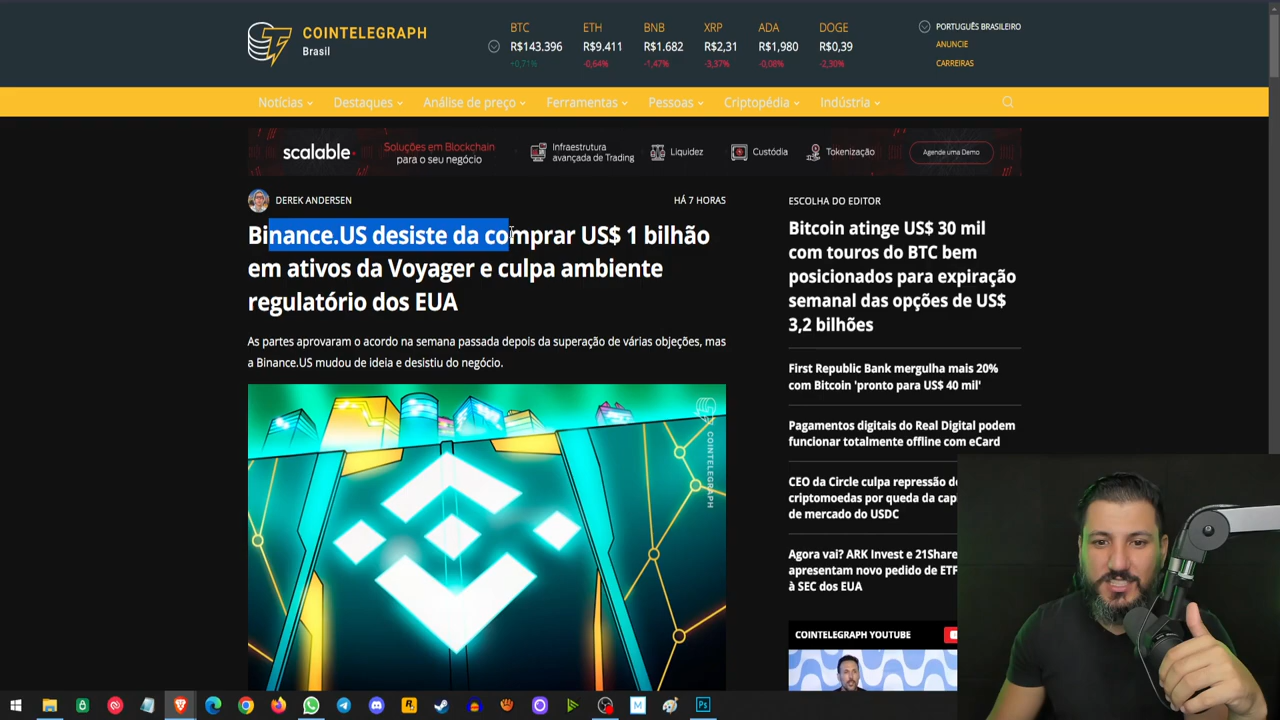 COINTELEGRAPH
Brasil
BTC
R$143.396
+0,71%
ETH
R$9.411
-0,64%
BNB
R$1.682
-1,47%
XRP
R$2,31
-3,37%
ADA
R$1,980
-0,08%
DOGE
R$0,39
-2,30%
PORTUGUÊS BRASILEIRO
ANUNCIE
CARREIRAS
Notícias
Destaques
Análise de preço
Ferramentas
Pessoas
Criptopédia
Indústria
scalable
Soluções em Blockchain
para o seu negócio
Infraestrutura
avançada de Trading
Liquidez
Custódia
Tokenização
Agende uma Demo
DEREK ANDERSEN
HÁ 7 HORAS
Binance.US desiste da comprar US$ 1 bilhão
em ativos da Voyager e culpa ambiente
regulatório dos EUA
As partes aprovaram o acordo na semana passada depois da superação de várias objeções, mas
a Binance.US mudou de ideia e desistiu do negócio.
COINTELEGRAPH
ESCOLHA DO EDITOR
Bitcoin atinge US$ 30 mil
com touros do BTC bem
posicionados para expiração
semanal das opções de US$
3,2 bilhões
First Republic Bank mergulha mais 20%
com Bitcoin 'pronto para US$ 40 mil'
Pagamentos digitais do Real Digital podem
funcionar totalmente offline com eCard
CEO da Circle culpa repressão de
criptomoedas por queda da cap
de mercado do USDC
Agora vai? ARK Invest e 21Share
apresentam novo pedido de ETF
à SEC dos EUA
COINTELEGRAPH YOUTUBE